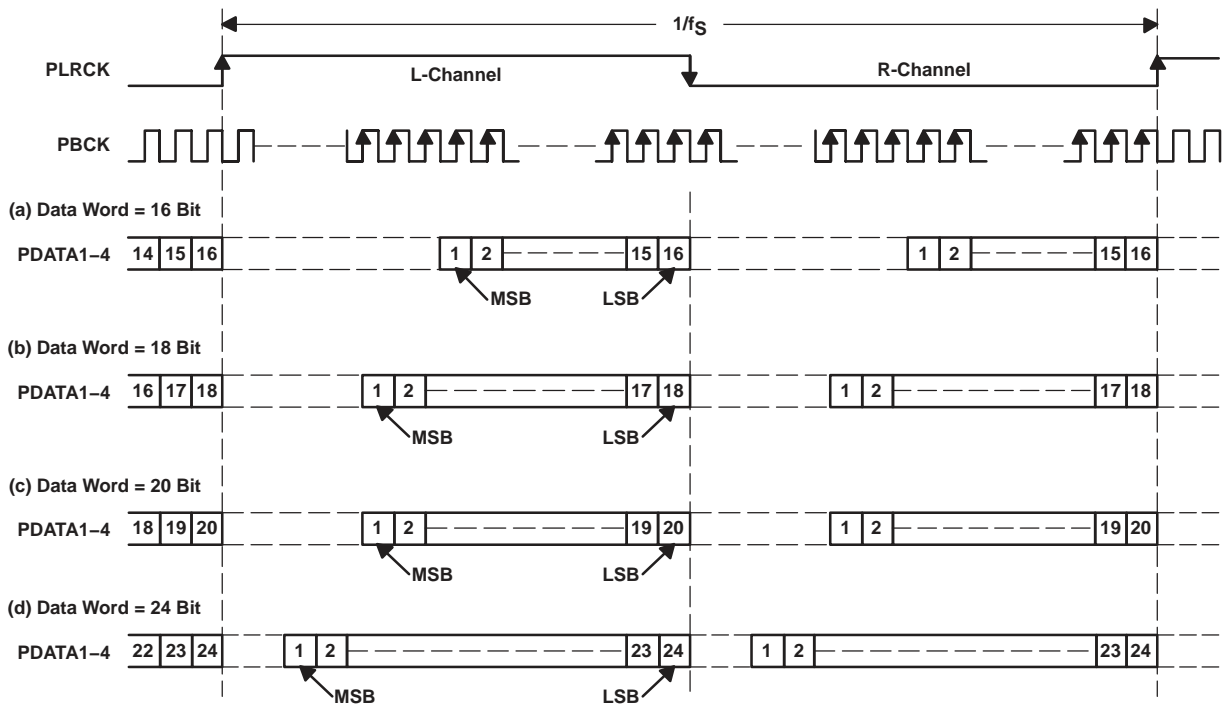 1/fS
PLRCK
L-Channel
R-Channel
PBCK
(a) Data Word = 16 Bit
PDATA1–4 14 15 16 1 2 15 16 1 2 15 16
MSB LSB
(b) Data Word = 18 Bit
PDATA1–4 16 17 18 1 2 17 18 1 2 17 18
MSB LSB
(c) Data Word = 20 Bit
PDATA1–4 18 19 20 1 2 19 20 1 2 19 20
MSB LSB
(d) Data Word = 24 Bit
PDATA1–4 22 23 24 1 2 23 24 1 2 23 24
MSB LSB